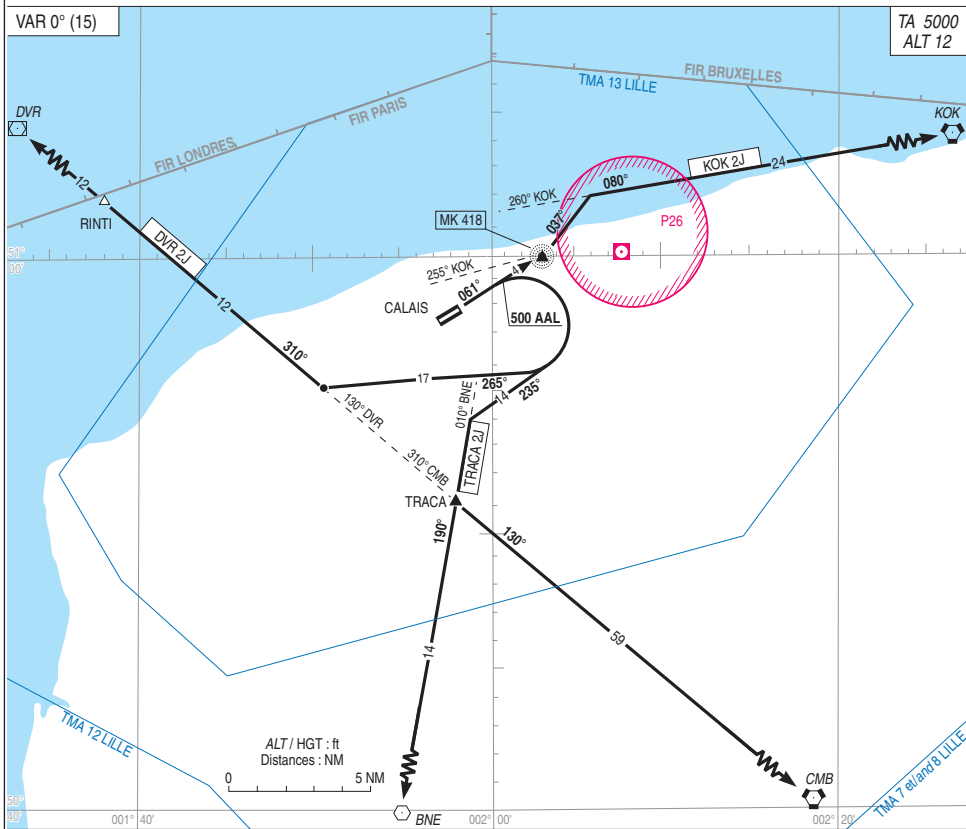 VAR 0° (15)
TA 5000
ALT 12
FIR BRUXELLES
TMA 13 LILLE
DVR
FIR PARIS
KOK
FIR LONDRES
KOK 2J
24
12
080°
260° KOK
RINTI
037°
P26
MK 418
DVR 2J
51°
00'
255° KOK
4
061°
CALAIS
12
500 AAL
310°
17
265°
235°
14
010° BNE
130° DVR
TRACA 2J
310° CMB
TRACA
190°
130°
59
14
TMA 12 LILLE
ALT / HGT : ft
Distances : NM
0
5 NM
CMB
TMA 7 et/and 8 LILLE
50°
40'
001° 40'
BNE
002° 00'
002° 20'